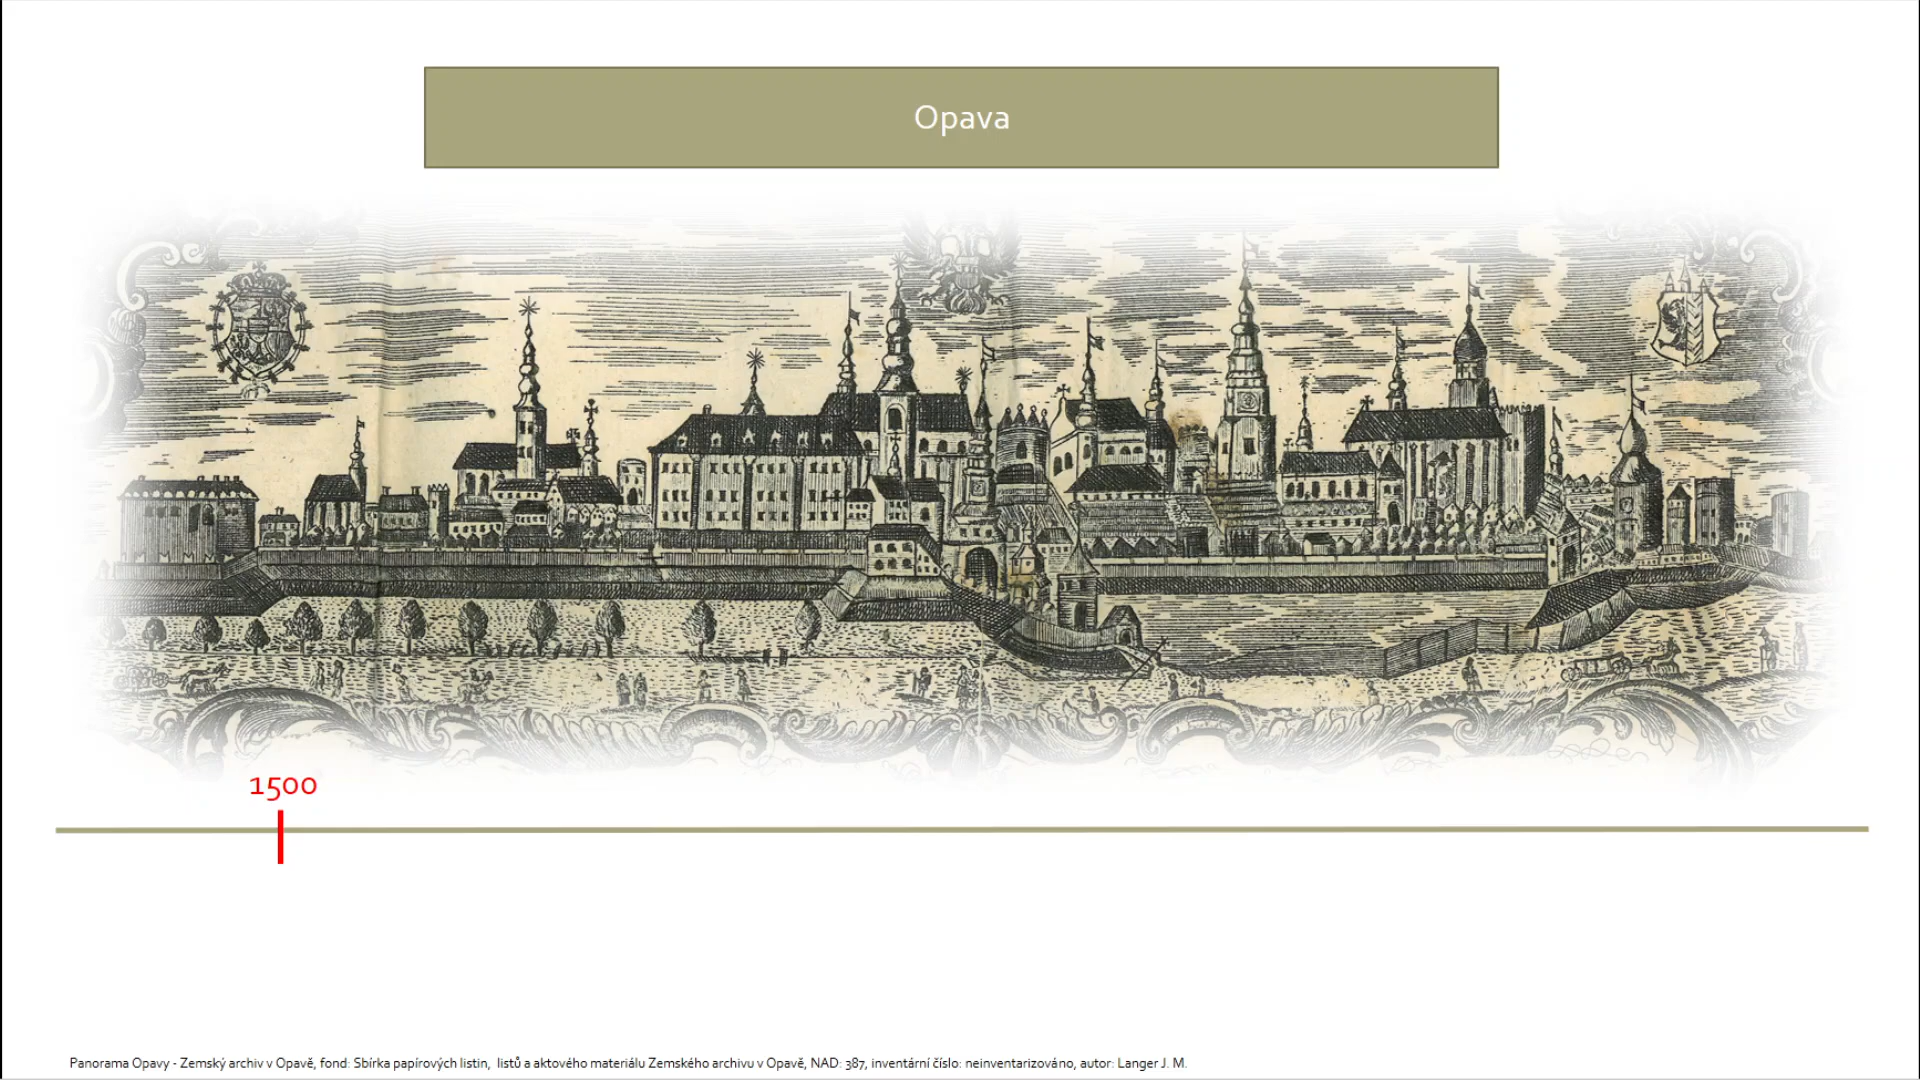 Opava
1500
Panorama Opavy - Zemský archiv v Opavě, fond: Sbírka papírových listin, listů a aktového materiálu Zemského archivu v Opavě, NAD: 387, inventární číslo: neinventarizováno, autor: Langer J. M.